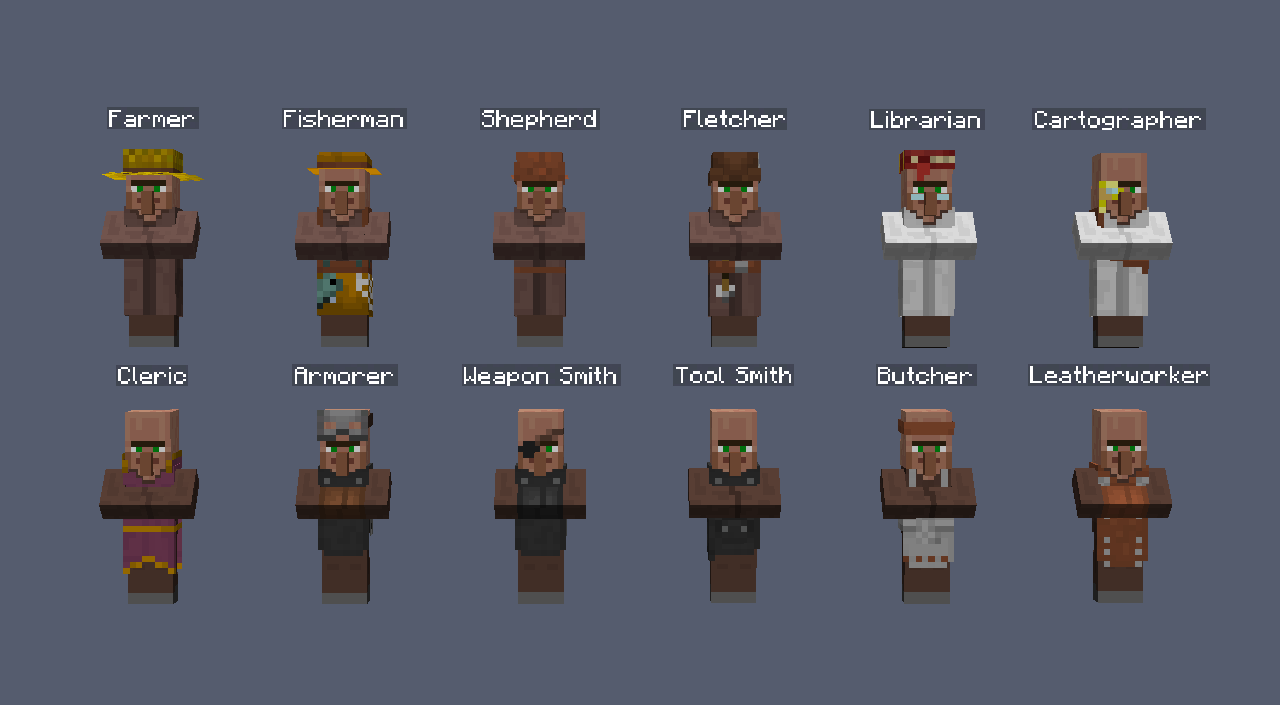 Farmer
Fisherman
Shepherd
Fletcher
Librarian
Cartographer
Cleric
Armorer
Weapon Smith
Tool Smith
Butcher
Leatherworker